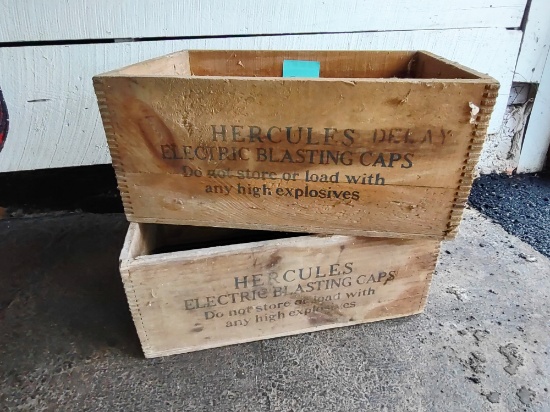 HERCULES DELAY
ELECTRIC BLASTING CAPS
Do not store or load with
any high explosives
HERCULES
ELECTRIC BLASTING CAPS
Do not store or load with
any high explosives